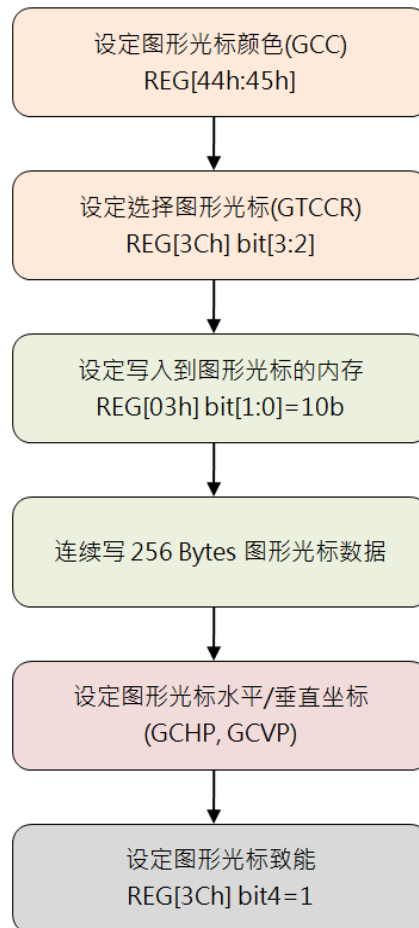 设定图形光标颜色(GCC)
REG[44h:45h]
设定选择图形光标(GTCCR)
REG[3Ch] bit[3:2]
设定写入到图形光标的内存
REG[03h] bit[1:0]=10b
连续写 256 Bytes 图形光标数据
设定图形光标水平/垂直坐标
(GCHP, GCVP)
设定图形光标致能
REG[3Ch] bit4=1